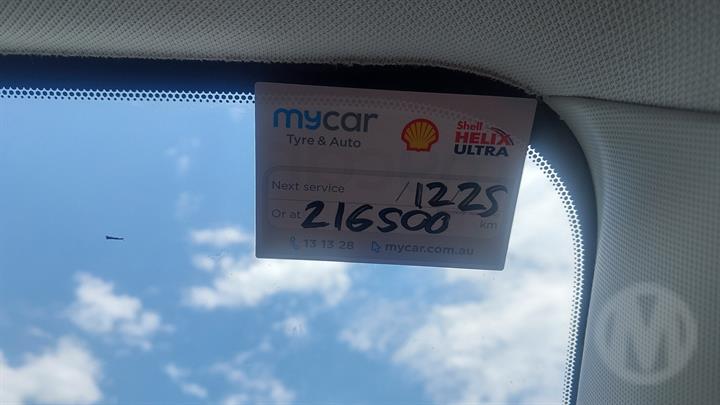 mycar
Tyre & Auto
Shell
HELIX
ULTRA
Next service /1225
Or at 216500 km
13 13 28 mycar.com.au
M